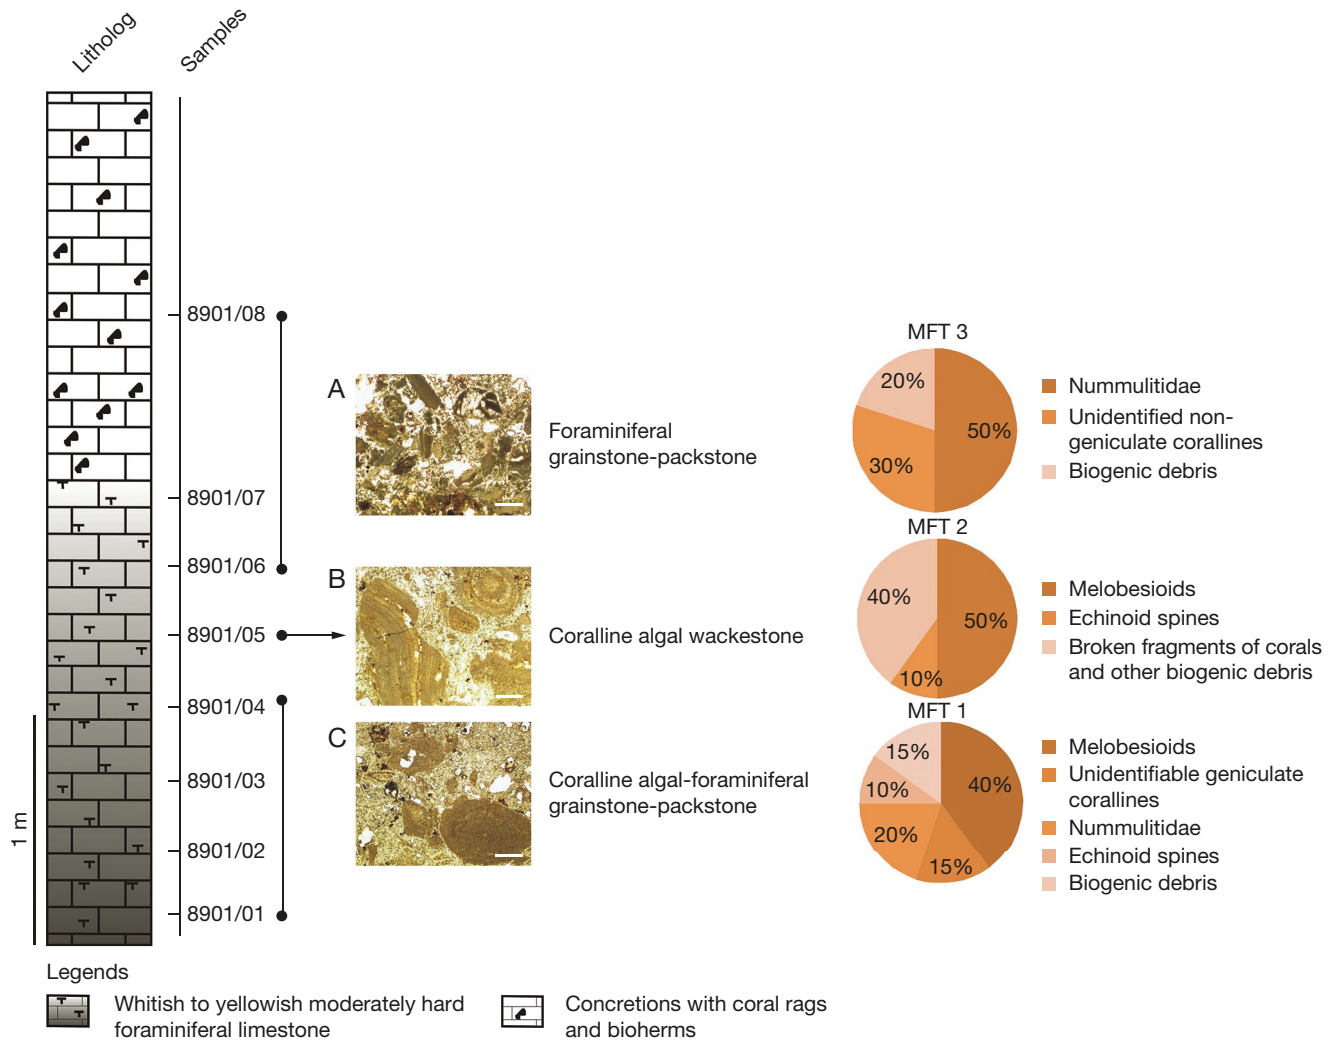 Litholog
Samples
8901/08
8901/07
8901/06
8901/05
8901/04
8901/03
8901/02
8901/01
1 m
A
Foraminiferal
grainstone-packstone
B
Coralline algal wackestone
C
Coralline algal-foraminiferal
grainstone-packstone
MFT 3
20%
50%
30%
Nummulitidae
Unidentified non-
geniculate corallines
Biogenic debris
MFT 2
40%
50%
10%
Melobesioids
Echinoid spines
Broken fragments of corals
and other biogenic debris
MFT 1
15%
40%
10%
20%
15%
Melobesioids
Unidentifiable geniculate
corallines
Nummulitidae
Echinoid spines
Biogenic debris
Legends
Whitish to yellowish moderately hard
foraminiferal limestone
Concretions with coral rags
and bioherms